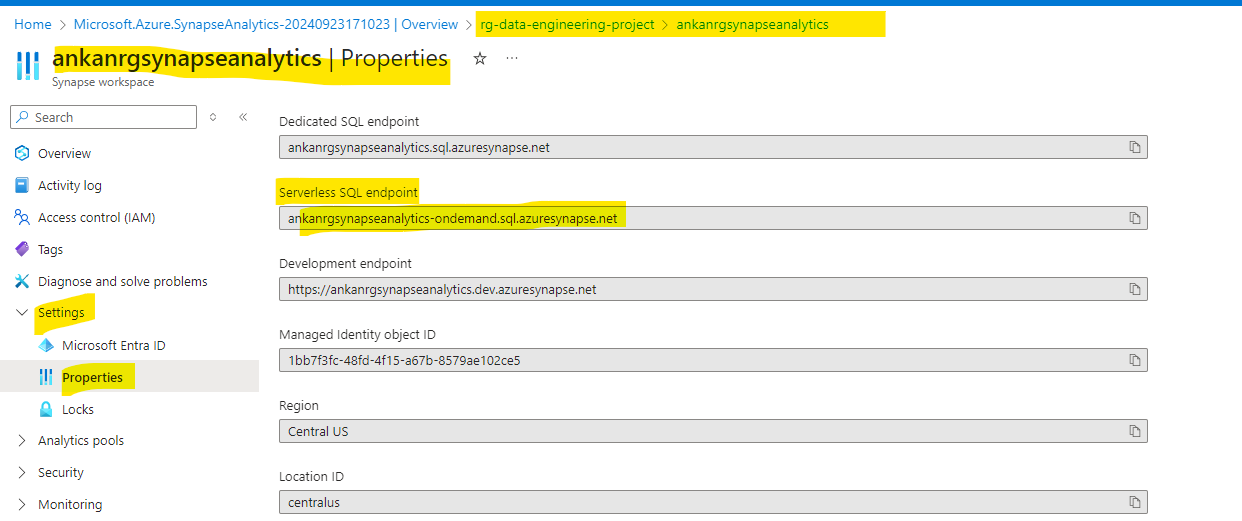 Home > Microsoft.Azure.SynapseAnalytics-20240923171023 | Overview > rg-data-engineering-project > ankanrgsynapseanalytics
ankanrgsynapseanalytics | Properties
Synapse workspace
Search
Overview
Activity log
Access control (IAM)
Tags
Diagnose and solve problems
Settings
Microsoft Entra ID
Properties
Locks
Analytics pools
Security
Monitoring
Dedicated SQL endpoint
ankanrgsynapseanalytics.sql.azuresynapse.net
Serverless SQL endpoint
ankanrgsynapseanalytics-ondemand.sql.azuresynapse.net
Development endpoint
https://ankanrgsynapseanalytics.dev.azuresynapse.net
Managed Identity object ID
1bb7f3fc-48fd-4f15-a67b-8579ae102ce5
Region
Central US
Location ID
centralus